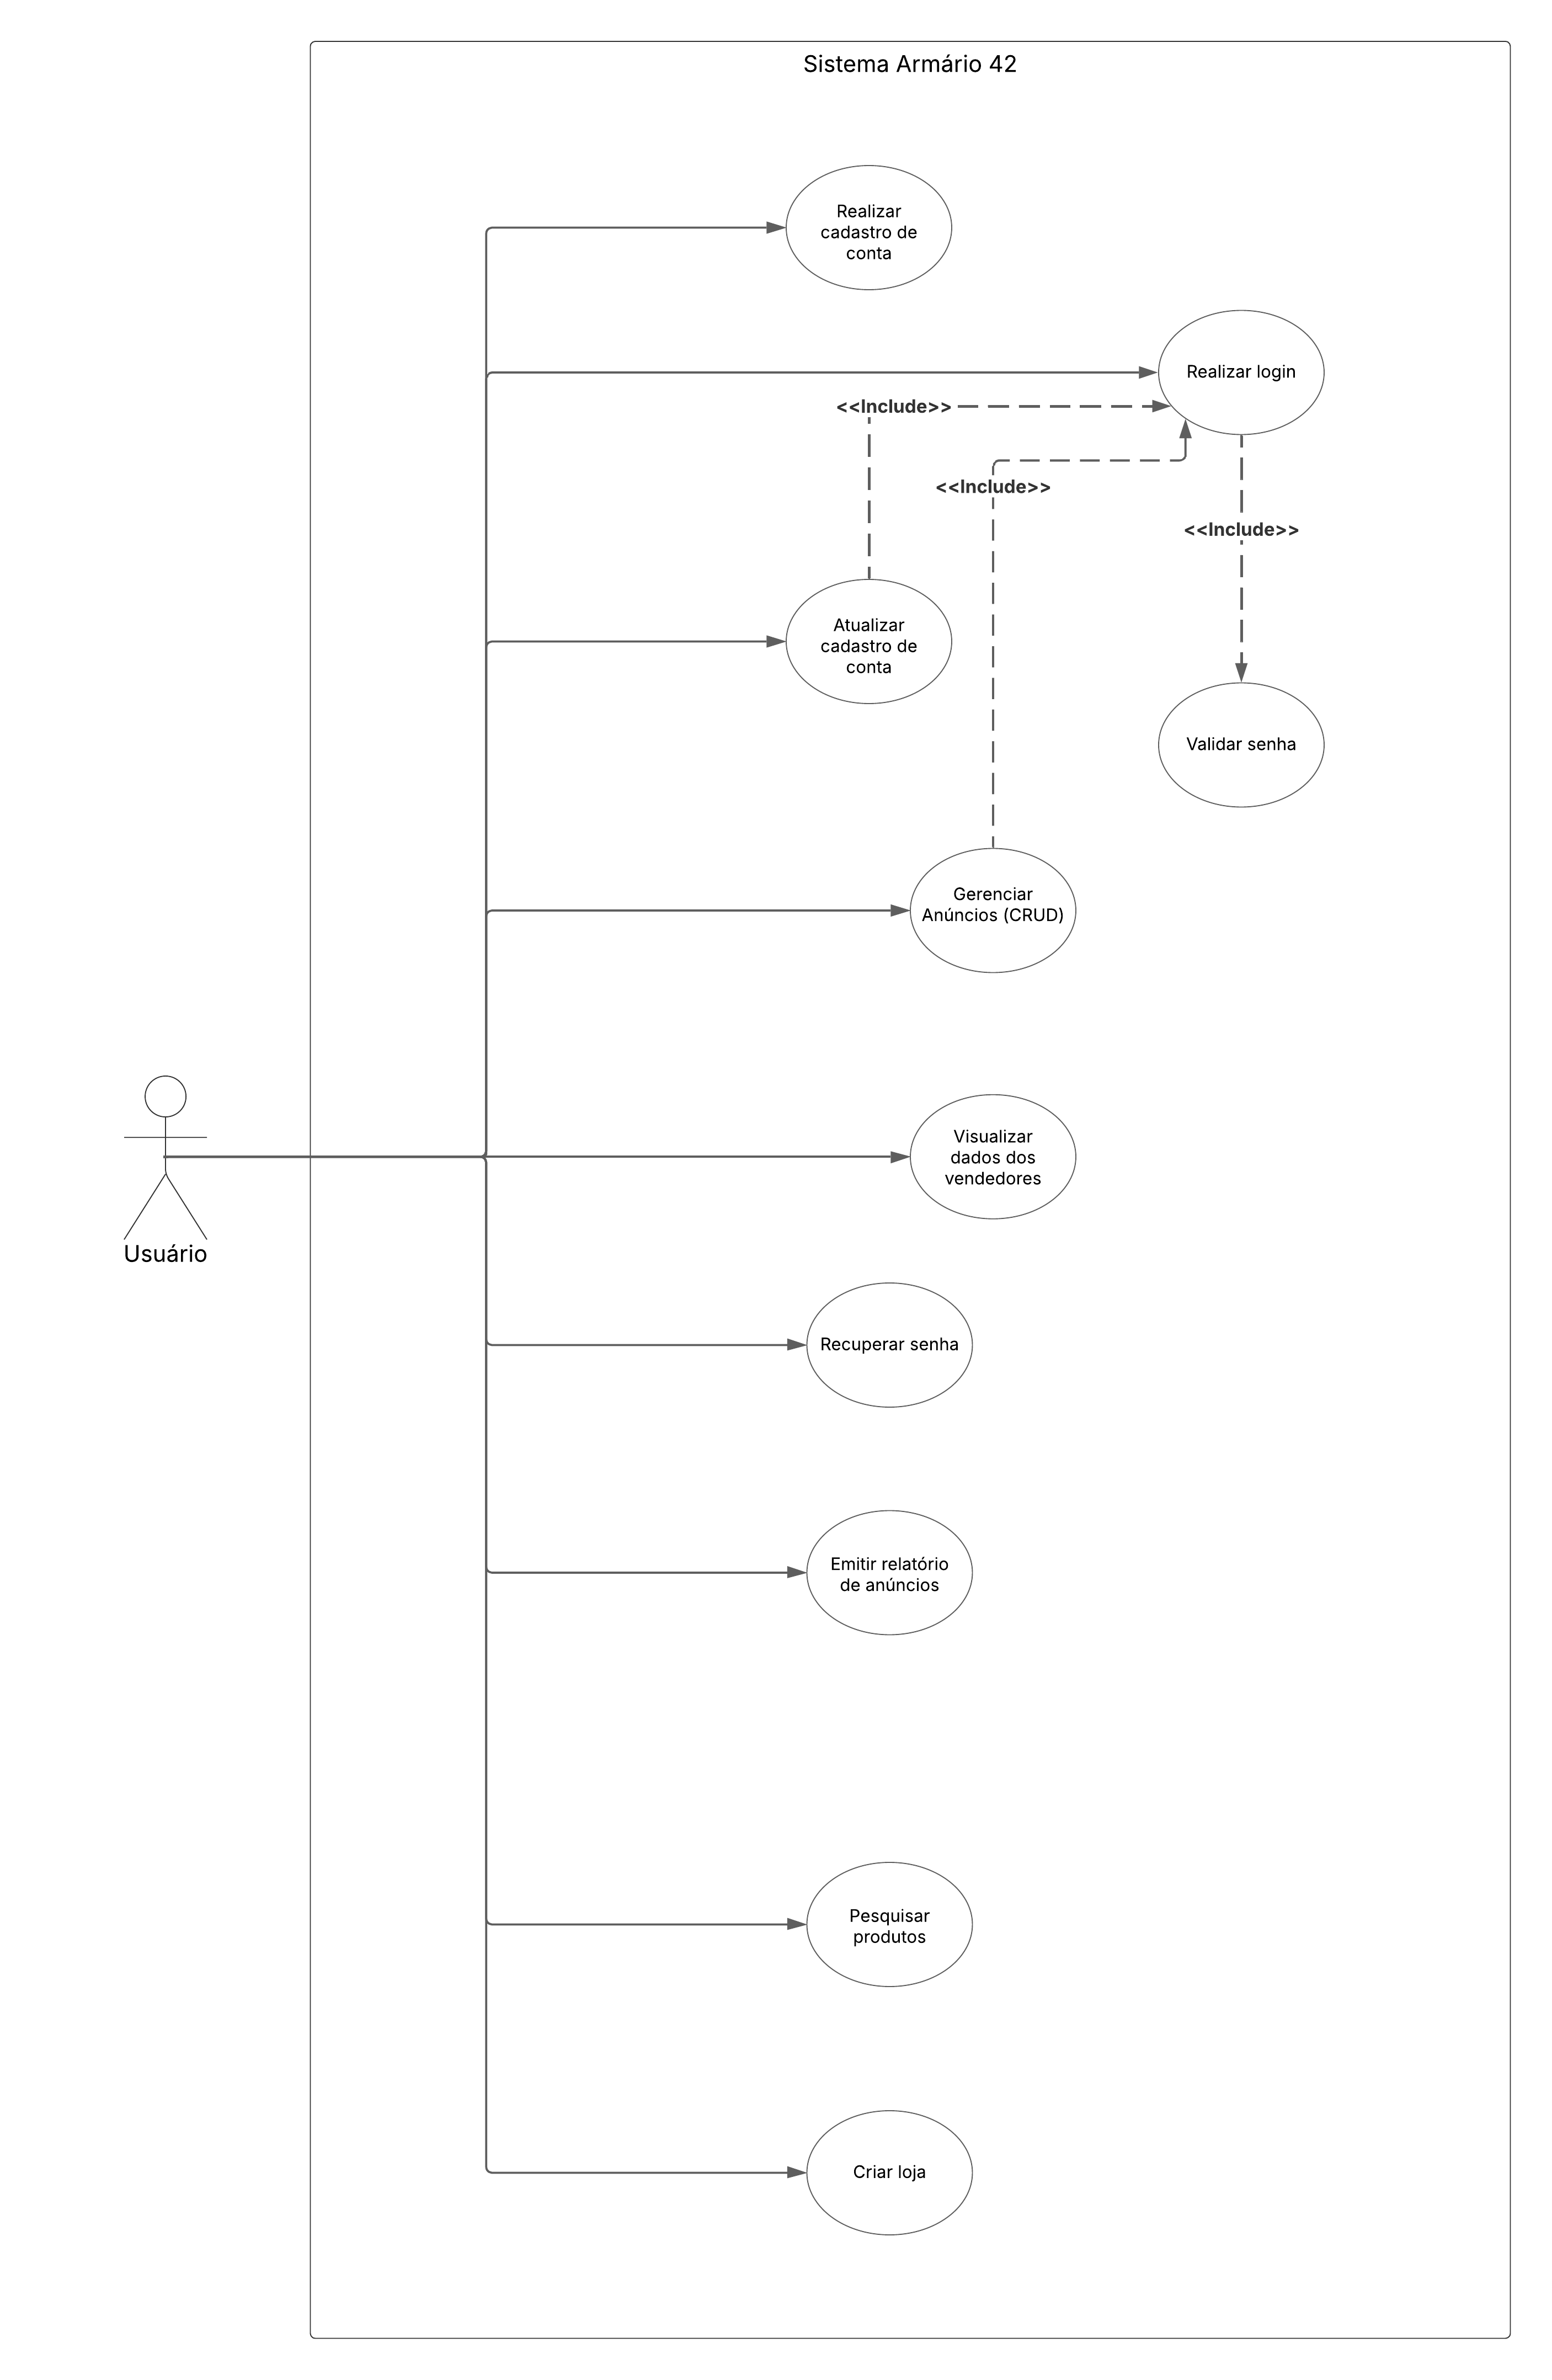 Sistema Armário 42
Realizar
cadastro de
conta
Realizar login
<<Include>>
<<Include>>
<<Include>>
Atualizar
cadastro de
conta
Validar senha
Gerenciar
Anúncios (CRUD)
Visualizar
dados dos
vendedores
Usuário
Recuperar senha
Emitir relatório
de anúncios
Pesquisar
produtos
Criar loja